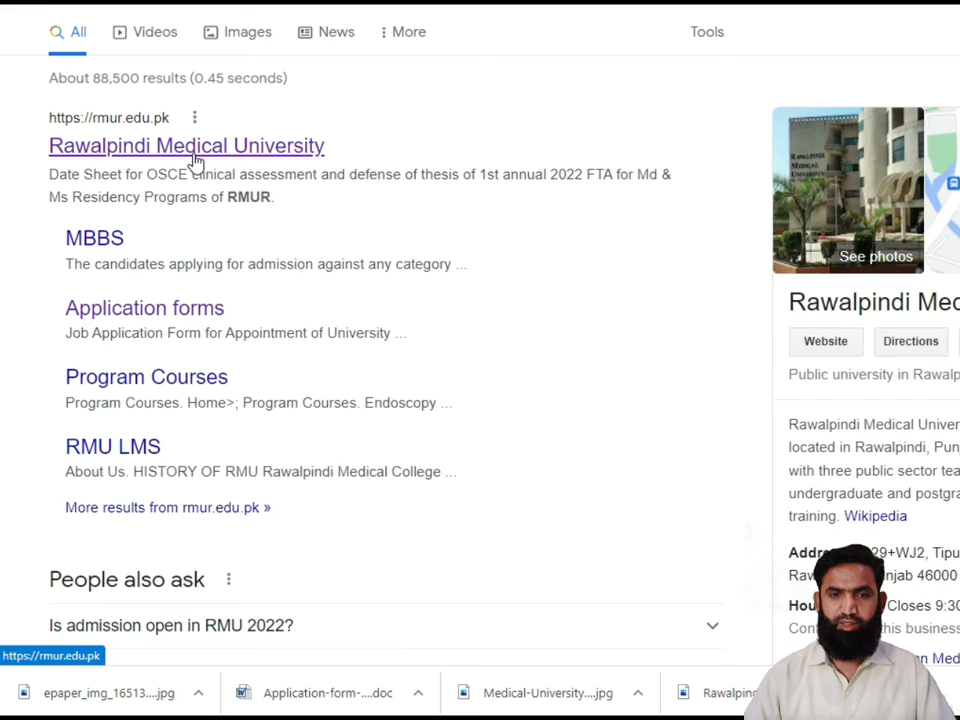 All
Videos
Images
News
More
Tools
About 88,500 results (0.45 seconds)
https://rmur.edu.pk
Rawalpindi Medical University
Date Sheet for OSCE clinical assessment and defense of thesis of 1st annual 2022 FTA for Md &
Ms Residency Programs of RMUR.
MBBS
The candidates applying for admission against any category ...
Application forms
Job Application Form for Appointment of University ...
Program Courses
Program Courses. Home>; Program Courses. Endoscopy ...
RMU LMS
About Us. HISTORY OF RMU Rawalpindi Medical College ...
More results from rmur.edu.pk »
People also ask
Is admission open in RMU 2022?
RAWALPINDI
MEDICAL
UNIVERSITY
See photos
Rawalpindi Med
Website
Directions
Public university in Rawalp
Rawalpindi Medical Univer
located in Rawalpindi, Pun
with three public sector tea
undergraduate and postgra
training. Wikipedia
Addre 29+WJ2, Tipu
Raw njab 46000
Hou Closes 9:30
Con this business
n Med
https://rmur.edu.pk
epaper_img_16513....jpg
Application-form-....doc
Medical-University....jpg
Rawalpind